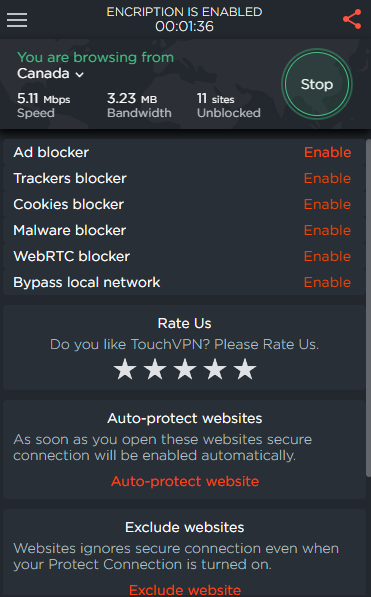 ENCRIPTION IS ENABLED
00:01:36
You are browsing from
Canada
5.11 Mbps
Speed
3.23 MB
Bandwidth
11 sites
Unblocked
Stop
Ad blocker Enable
Trackers blocker Enable
Cookies blocker Enable
Malware blocker Enable
WebRTC blocker Enable
Bypass local network Enable
Rate Us
Do you like TouchVPN? Please Rate Us.
Auto-protect websites
As soon as you open these websites secure
connection will be enabled automatically.
Auto-protect website
Exclude websites
Websites ignores secure connection even when
your Protect Connection is turned on.
Exclude website